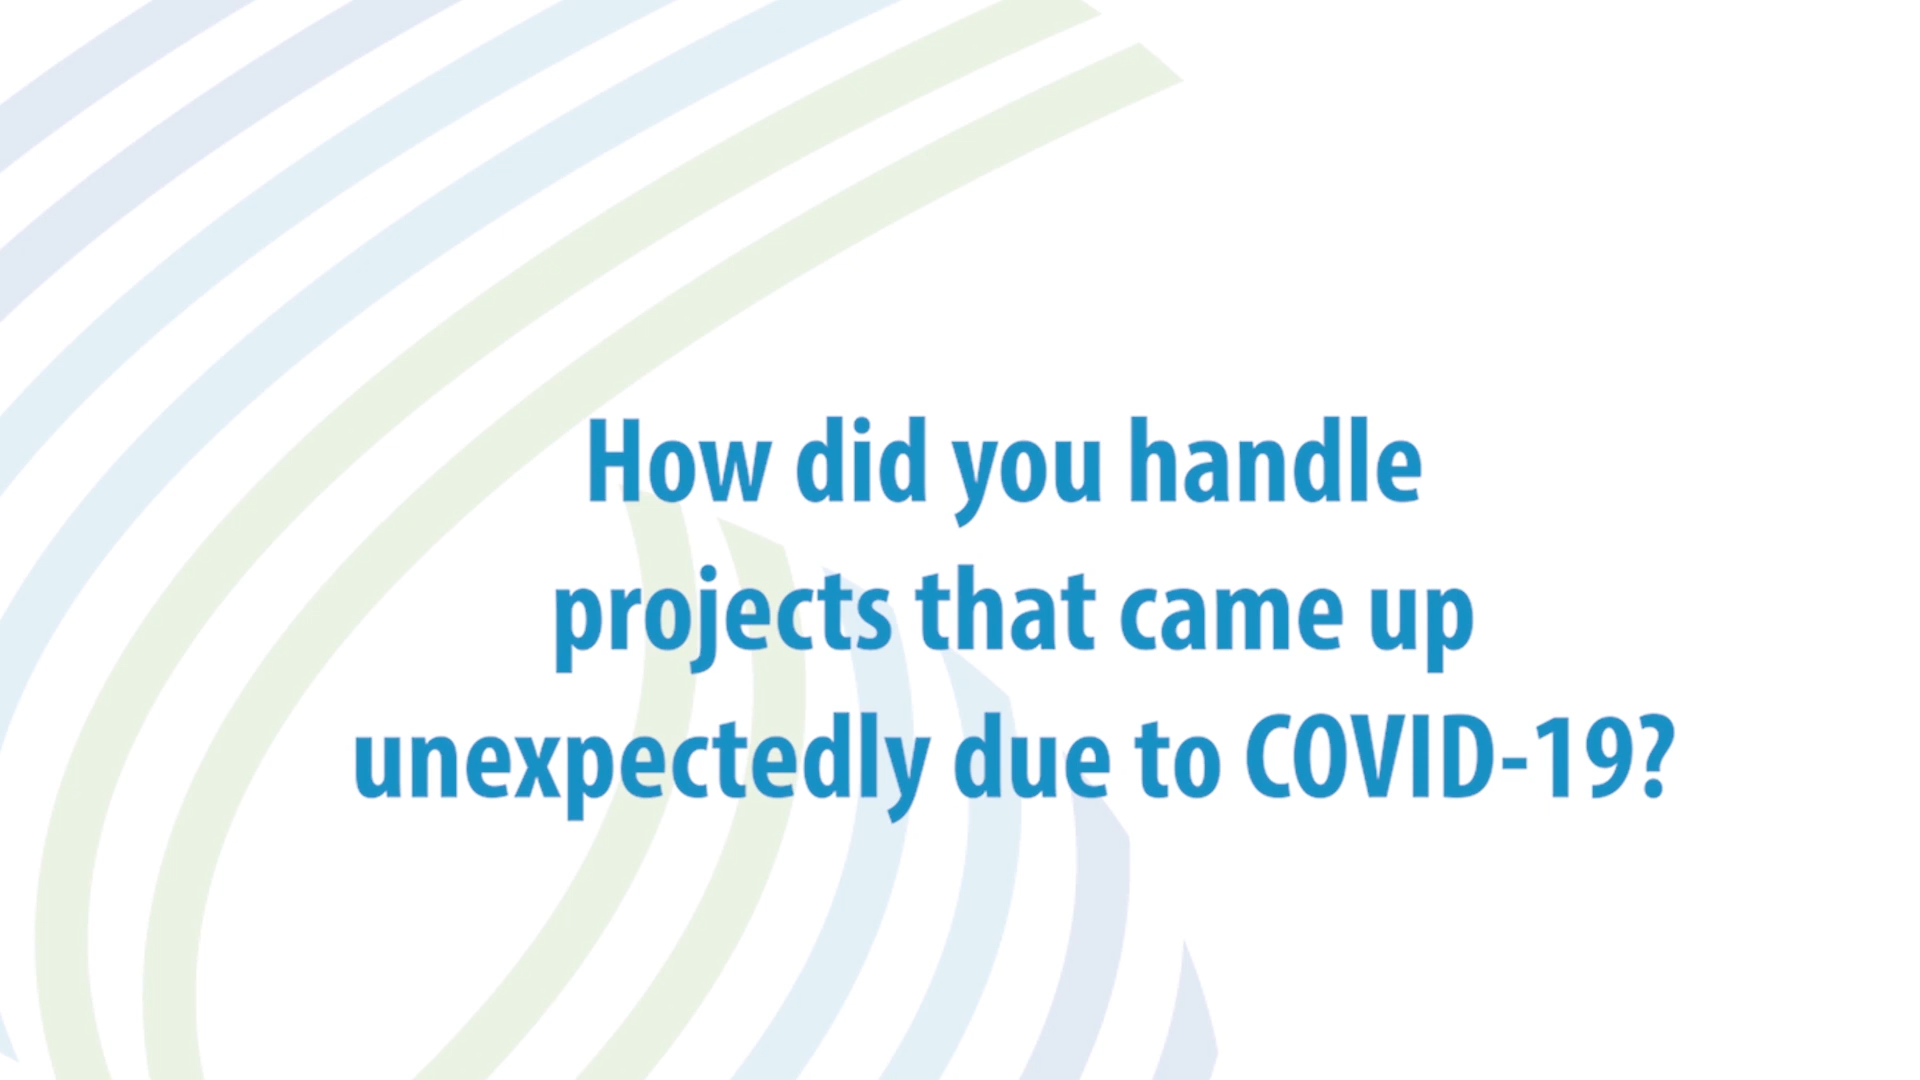 How did you handle
projects that came up
unexpectedly due to COVID-19?